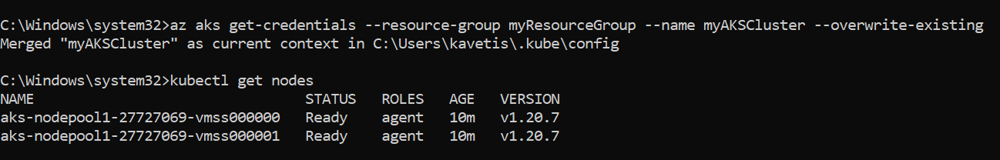 C:\Windows\system32>az aks get-credentials --resource-group myResourceGroup --name myAKSCluster --overwrite-existing
Merged "myAKSCluster" as current context in C:\Users\kavetis\.kube\config
C:\Windows\system32>kubectl get nodes
NAME STATUS ROLES AGE VERSION
aks-nodepool1-27727069-vmss000000 Ready agent 10m v1.20.7
aks-nodepool1-27727069-vmss000001 Ready agent 10m v1.20.7